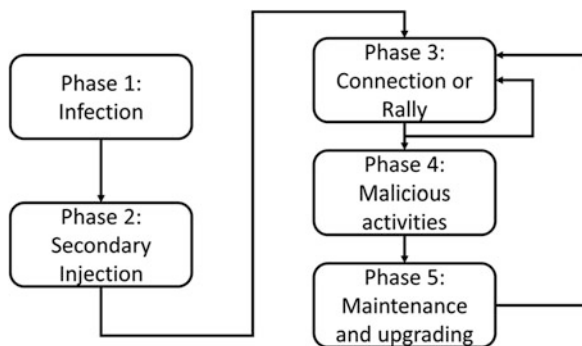 Phase 1:
Infection
Phase 2:
Secondary
Injection
Phase 3:
Connection or
Rally
Phase 4:
Malicious
activities
Phase 5:
Maintenance
and upgrading